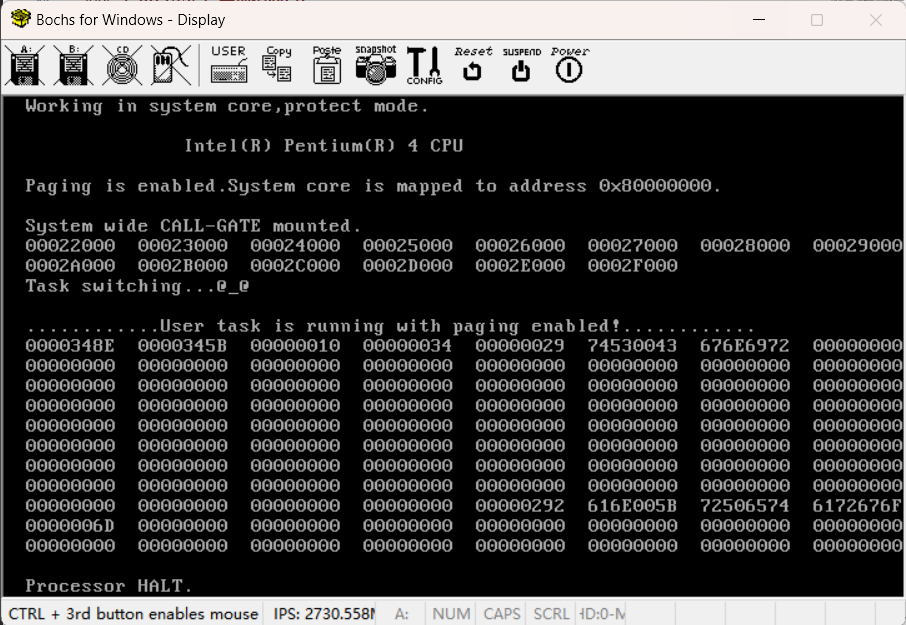 Bochs for Windows - Display
A: B: CD USER Copy Paste snapshot CONFIG Reset SUSPEND Power
Working in system core,protect mode.
Intel(R) Pentium(R) 4 CPU
Paging is enabled.System core is mapped to address 0x80000000.
System wide CALL-GATE mounted.
00022000 00023000 00024000 00025000 00026000 00027000 00028000 00029000
0002A000 0002B000 0002C000 0002D000 0002E000 0002F000
Task switching...@_@
............User task is running with paging enabled!............
0000348E 0000345B 00000010 00000034 00000029 74530043 676E6972 00000000
00000000 00000000 00000000 00000000 00000000 00000000 00000000 00000000
00000000 00000000 00000000 00000000 00000000 00000000 00000000 00000000
00000000 00000000 00000000 00000000 00000000 00000000 00000000 00000000
00000000 00000000 00000000 00000000 00000000 00000000 00000000 00000000
00000000 00000000 00000000 00000000 00000000 00000000 00000000 00000000
00000000 00000000 00000000 00000000 00000000 00000000 00000000 00000000
00000000 00000000 00000000 00000000 00000000 00000000 00000000 00000000
00000000 00000000 00000000 00000000 00000292 616E005B 72506574 6172676F
0000006D 00000000 00000000 00000000 00000000 00000000 00000000 00000000
00000000 00000000 00000000 00000000 00000000 00000000 00000000 00000000
Processor HALT.
CTRL + 3rd button enables mouse IPS: 2730.558M A: NUM CAPS SCRL HD:0-M